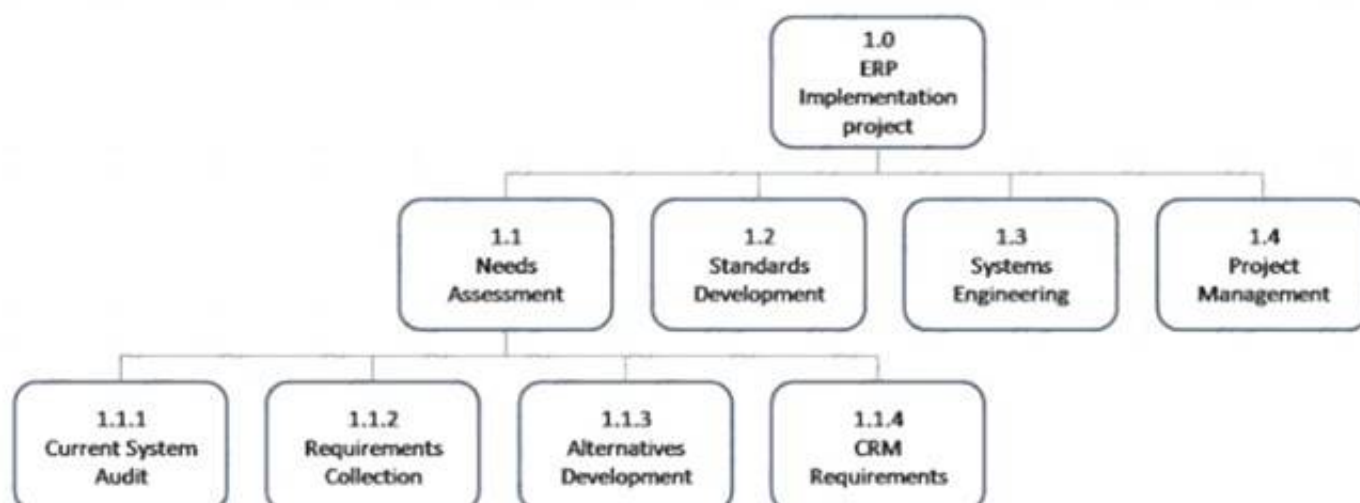 1.0
ERP
Implementation
project
1.1
Needs
Assessment
1.2
Standards
Development
1.3
Systems
Engineering
1.4
Project
Management
1.1.1
Current System
Audit
1.1.2
Requirements
Collection
1.1.3
Alternatives
Development
1.1.4
CRM
Requirements